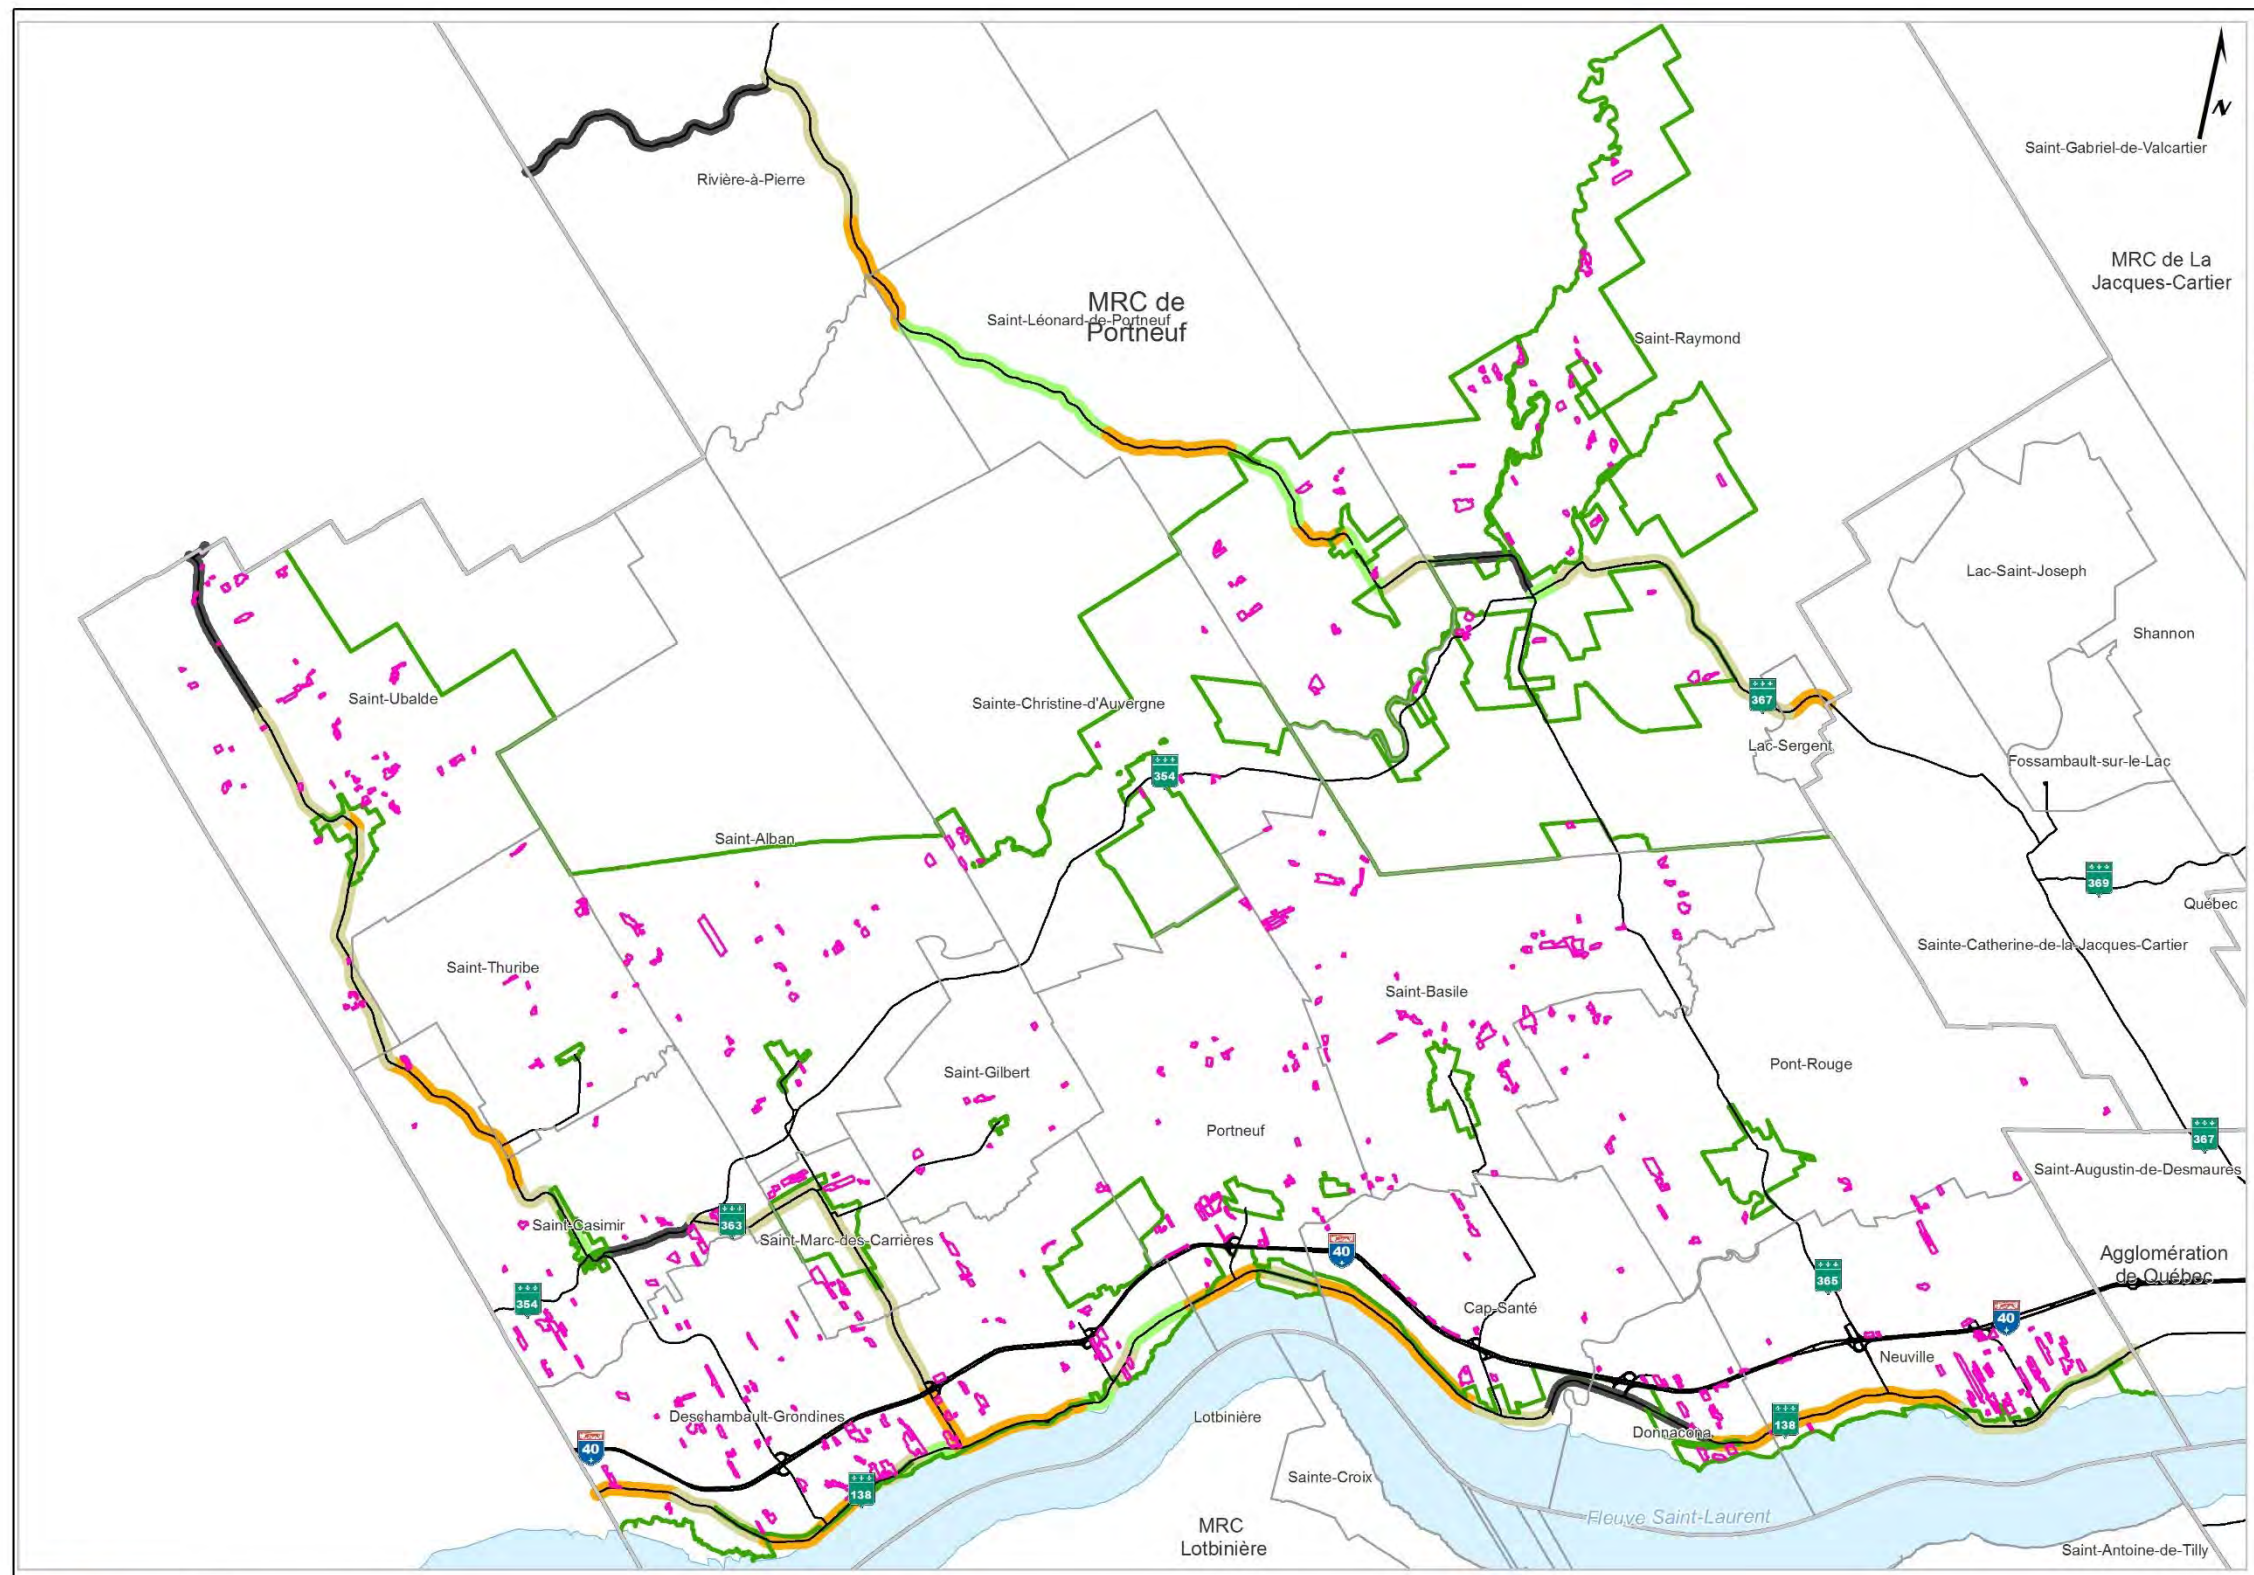 N
Saint-Gabriel-de-Valcartier
Rivière-à-Pierre
MRC de La
Jacques-Cartier
MRC de
Portneuf
Saint-Léonard-de-Portneuf
Saint-Raymond
Lac-Saint-Joseph
Shannon
Saint-Ubalde
Sainte-Christine-d'Auvergne
367
Lac-Sergent
Fossambault-sur-le-Lac
354
Saint-Alban
369
Québec
Sainte-Catherine-de-la-Jacques-Cartier
Saint-Thuribe
Saint-Basile
Saint-Gilbert
Pont-Rouge
Portneuf
367
Saint-Augustin-de-Desmaures
Saint-Casimir
363
Saint-Marc-des-Carrières
40
Agglomération
de Québec
365
354
Cap-Santé
40
Neuville
Deschambault-Grondines
Lotbinière
138
Donnacona
40
Sainte-Croix
138
Fleuve Saint-Laurent
MRC
Lotbinière
Saint-Antoine-de-Tilly